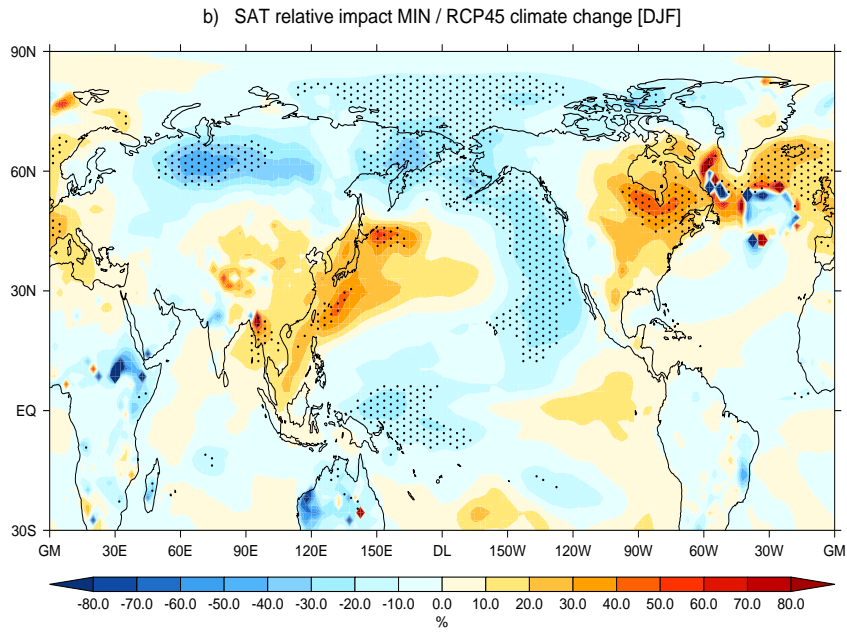 b) SAT relative impact MIN / RCP45 climate change [DJF]
90N
60N
30N
EQ
30S
GM 30E 60E 90E 120E 150E DL 150W 120W 90W 60W 30W GM
-80.0 -70.0 -60.0 -50.0 -40.0 -30.0 -20.0 -10.0 0.0 10.0 20.0 30.0 40.0 50.0 60.0 70.0 80.0
%